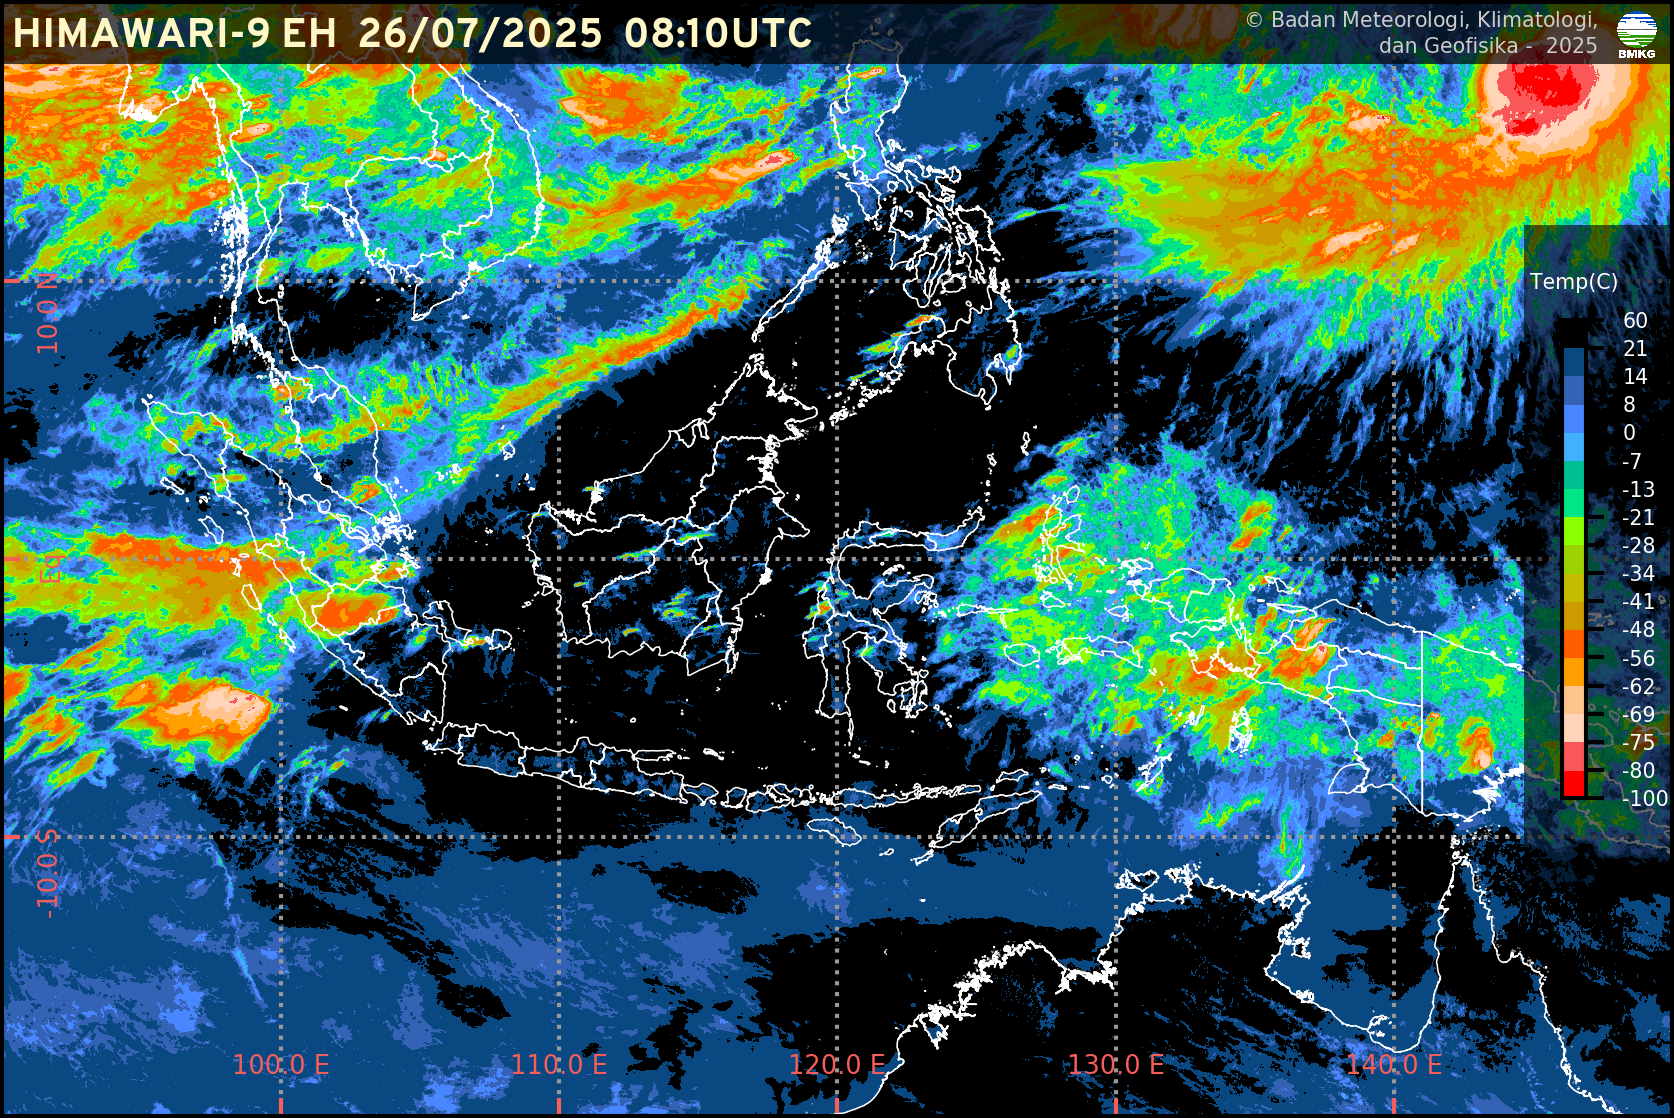 HIMAWARI-9 EH 26/07/2025 08:10UTC
© Badan Meteorologi, Klimatologi,
dan Geofisika - 2025
BMKG
Temp(C)
60
21
14
8
0
-7
-13
-21
-28
-34
-41
-48
-56
-62
-69
-75
-80
-100
10.0 N
EQ
-10.0 S
100.0 E
110.0 E
120.0 E
130.0 E
140.0 E